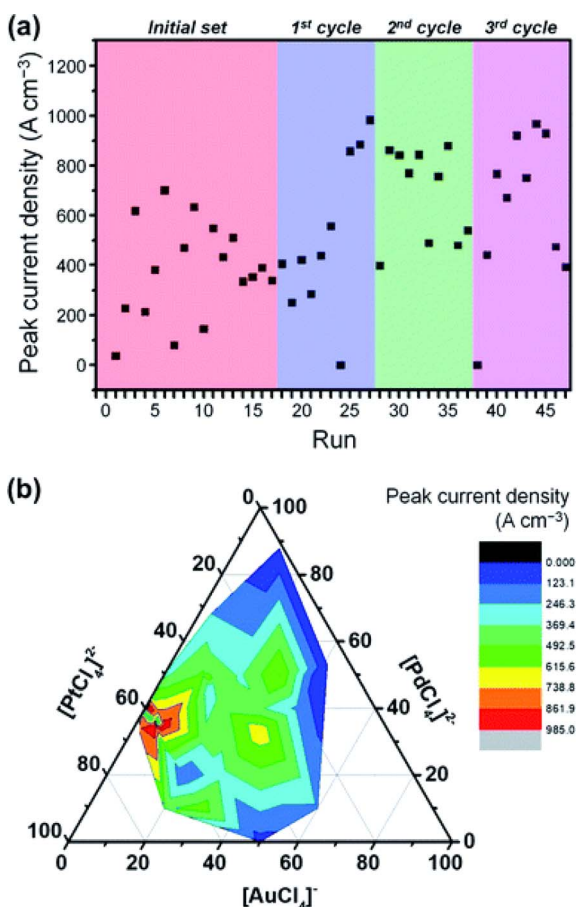 (a)
Initial set 1st cycle 2nd cycle 3rd cycle
Peak current density (A cm⁻³)
1300
1000
800
600
400
200
0
0 5 10 15 20 25 30 35 40 45
Run
(b)
Peak current density
(A cm⁻³)
0.000
123.1
246.3
369.4
492.5
615.6
738.8
861.9
985.0
[PtCl₄]²⁻
0
20
40
60
80
100
[PdCl₄]²⁻
100
80
60
40
20
0
0 20 40 60 80 100
[AuCl₄]⁻